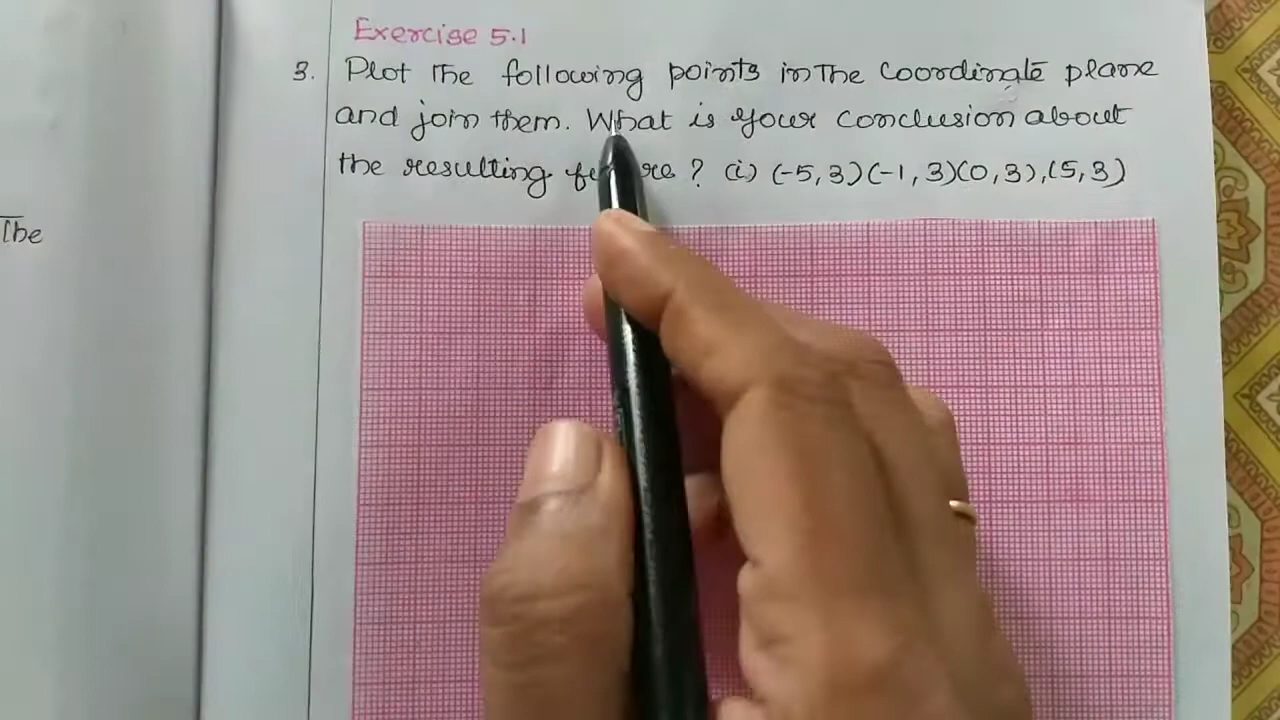 Exercise 5.1
3. Plot The following points in The coordinate plane
and join them. What is your conclusion about
the resulting re ? (i) (-5,3)(-1,3)(0,3),(5,3)
The